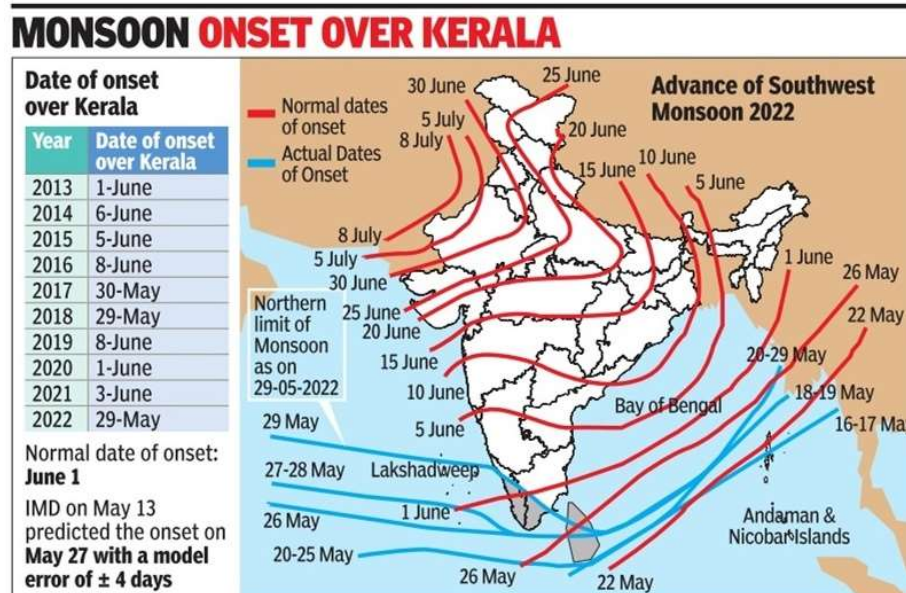 MONSOON ONSET OVER KERALA
Date of onset
over Kerala
Year Date of onset
over Kerala
2013 1-June
2014 6-June
2015 5-June
2016 8-June
2017 30-May
2018 29-May
2019 8-June
2020 1-June
2021 3-June
2022 29-May
Normal date of onset:
June 1
IMD on May 13
predicted the onset on
May 27 with a model
error of ± 4 days
Advance of Southwest
Monsoon 2022
Normal dates
of onset
Actual Dates
of Onset
30 June
25 June
5 July
8 July
20 June
15 June
10 June
5 June
8 July
5 July
30 June
25 June
20 June
15 June
10 June
5 June
1 June
26 May
22 May
20-29 May
18-19 May
16-17 May
Northern
limit of
Monsoon
as on
29-05-2022
29 May
27-28 May
26 May
20-25 May
Lakshadweep
1 June
26 May
22 May
Bay of Bengal
Andaman &
Nicobar Islands